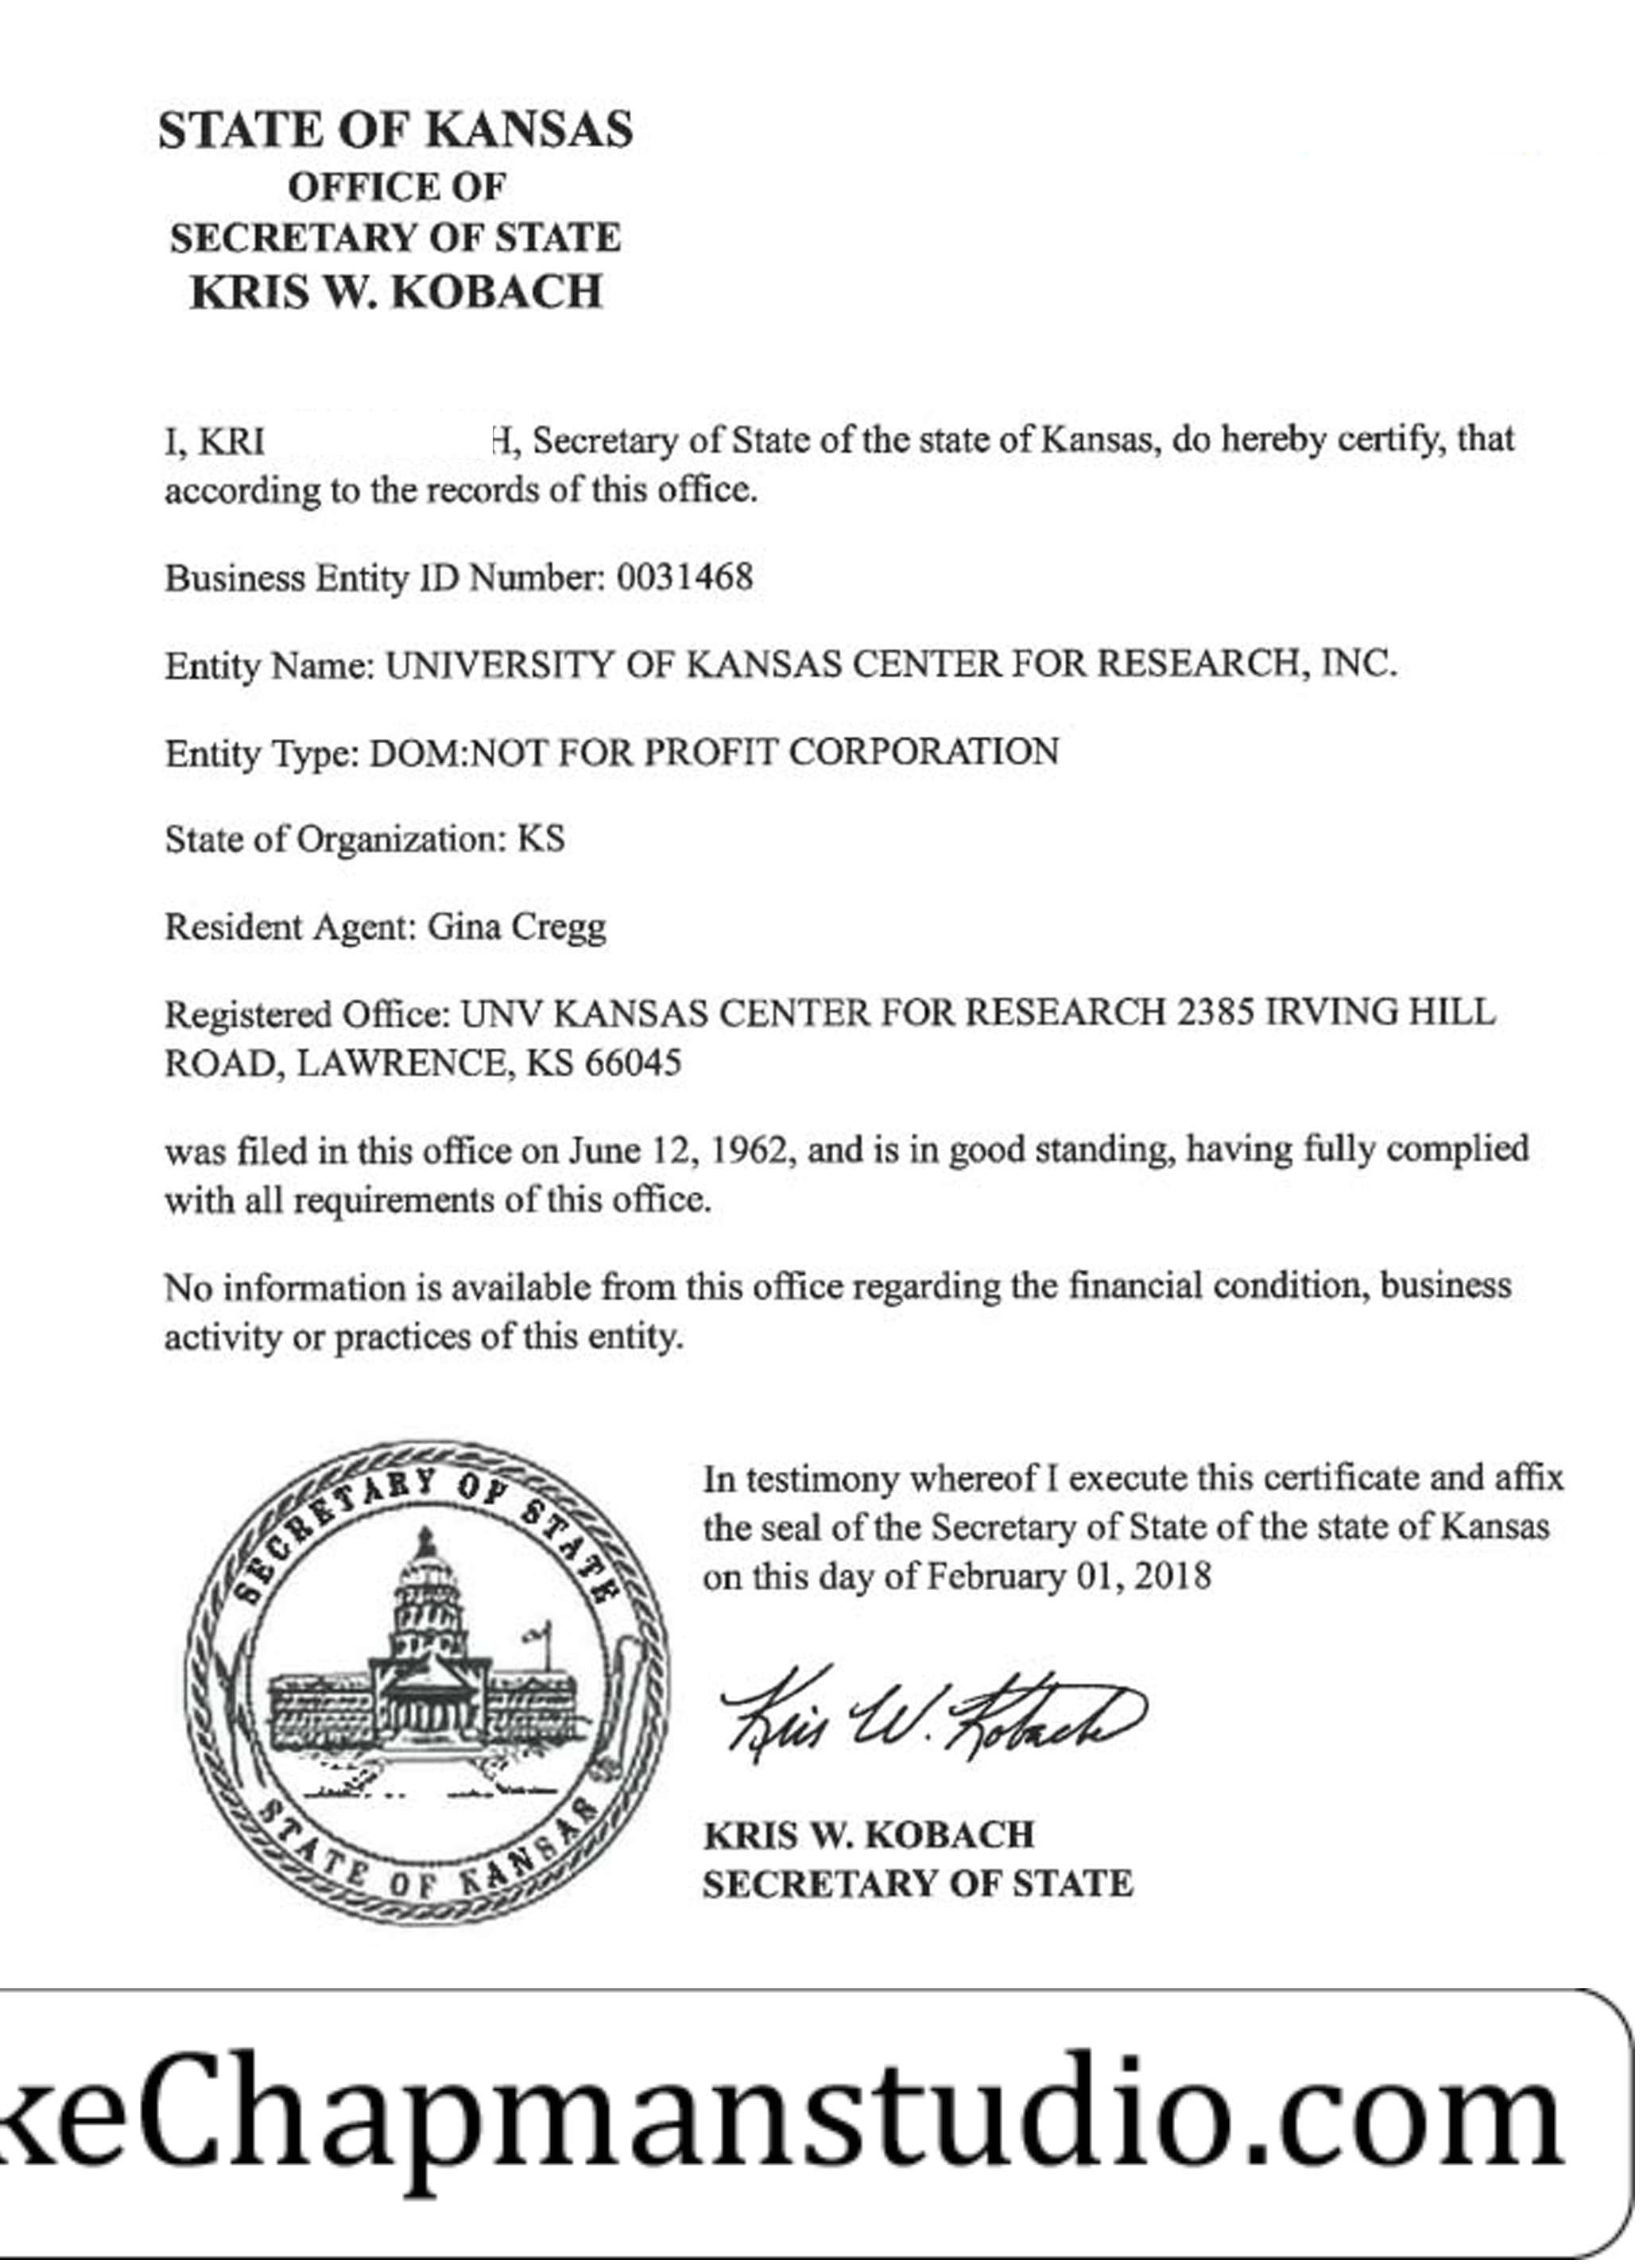 STATE OF KANSAS
OFFICE OF
SECRETARY OF STATE
KRIS W. KOBACH
I, KRI H, Secretary of State of the state of Kansas, do hereby certify, that
according to the records of this office.
Business Entity ID Number: 0031468
Entity Name: UNIVERSITY OF KANSAS CENTER FOR RESEARCH, INC.
Entity Type: DOM:NOT FOR PROFIT CORPORATION
State of Organization: KS
Resident Agent: Gina Cregg
Registered Office: UNV KANSAS CENTER FOR RESEARCH 2385 IRVING HILL
ROAD, LAWRENCE, KS 66045
was filed in this office on June 12, 1962, and is in good standing, having fully complied
with all requirements of this office.
No information is available from this office regarding the financial condition, business
activity or practices of this entity.
SECRETARY OF STATE
STATE OF KANSAS
In testimony whereof I execute this certificate and affix
the seal of the Secretary of State of the state of Kansas
on this day of February 01, 2018
Kris W. Kobach
KRIS W. KOBACH
SECRETARY OF STATE
keChapmanstudio.com